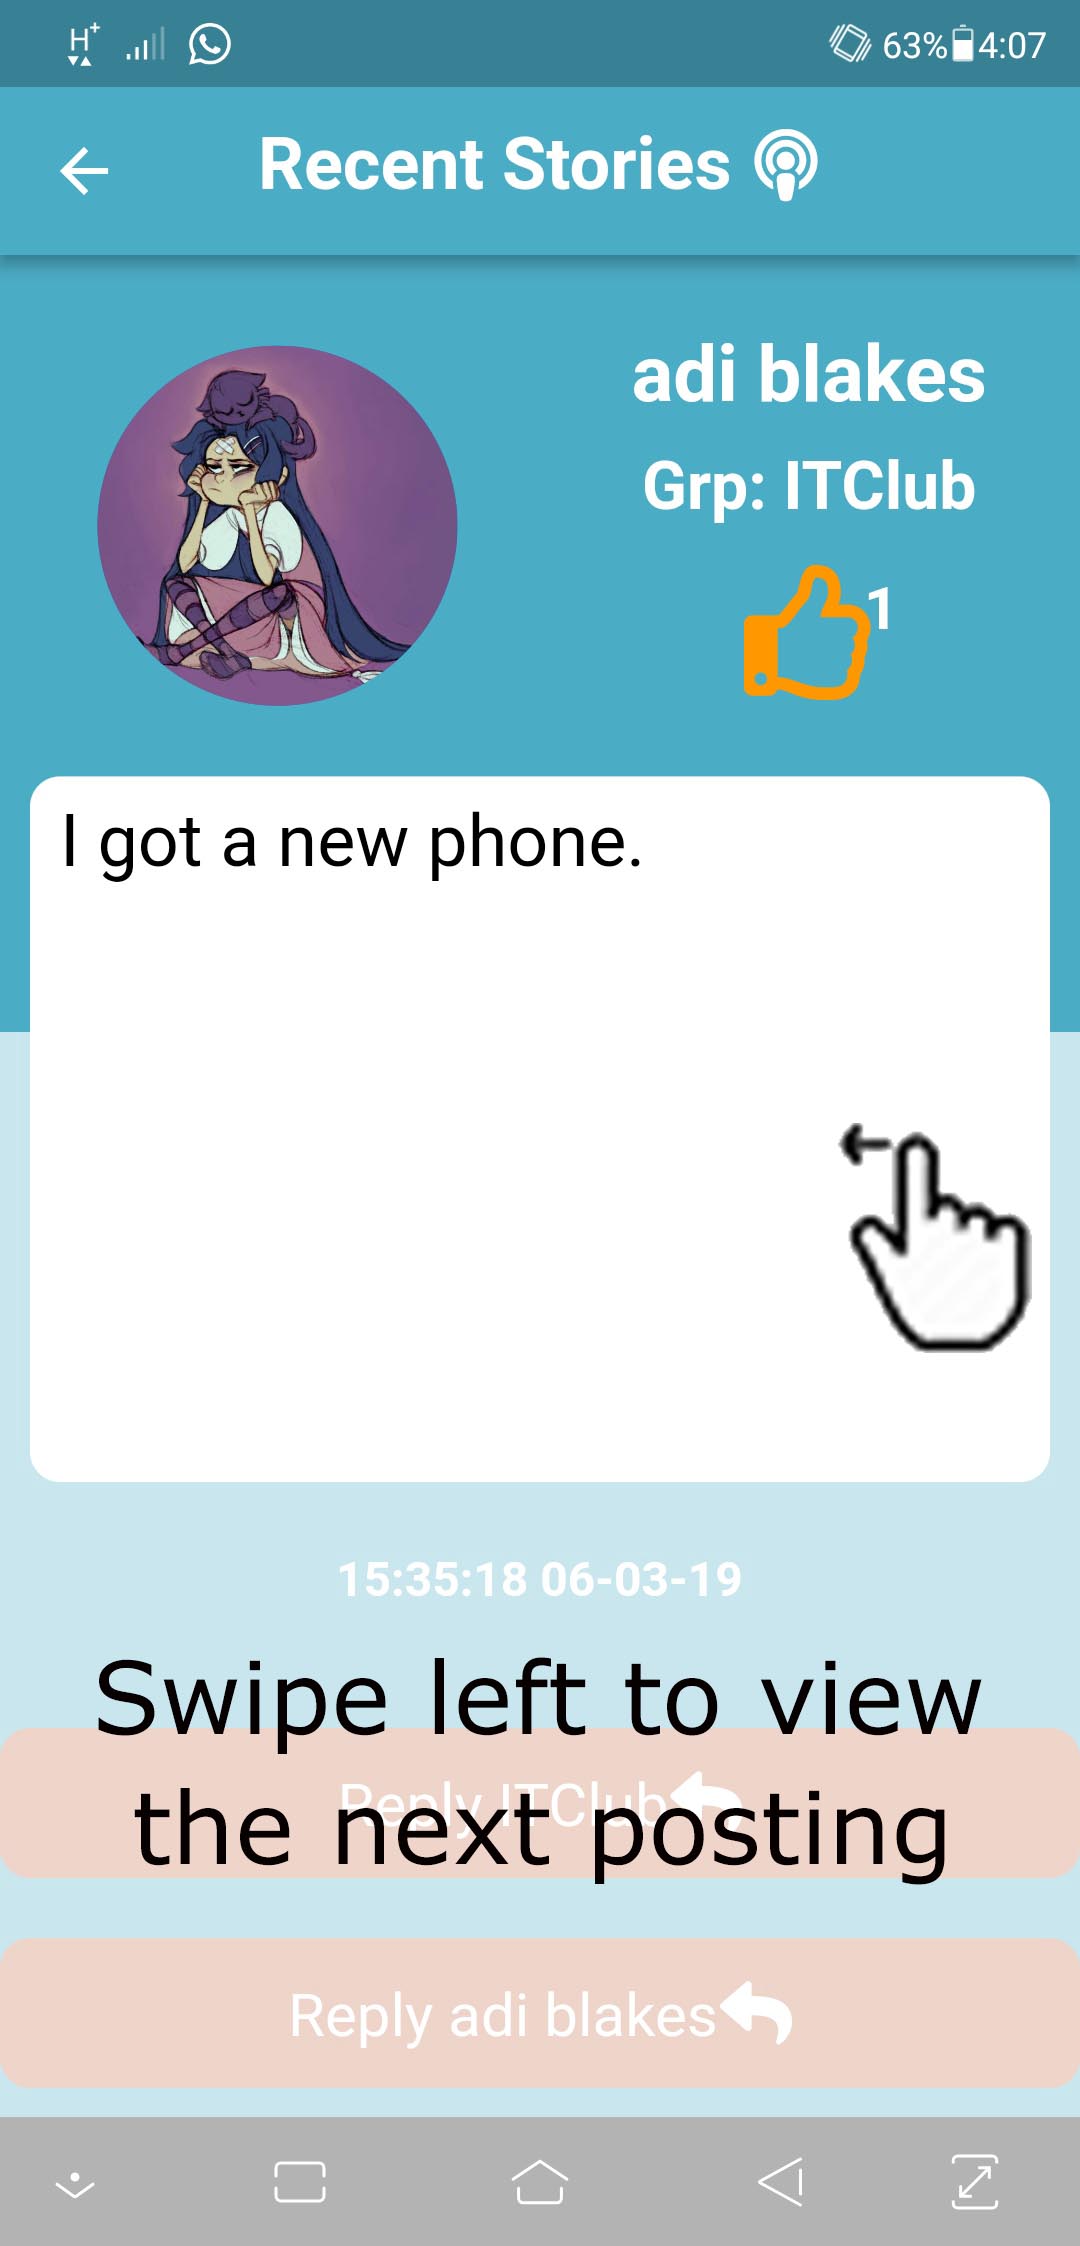 H+ 63% 4:07
Recent Stories
adi blakes
Grp: ITClub
1
I got a new phone.
15:35:18 06-03-19
Swipe left to view
Reply ITClub
the next posting
Reply adi blakes